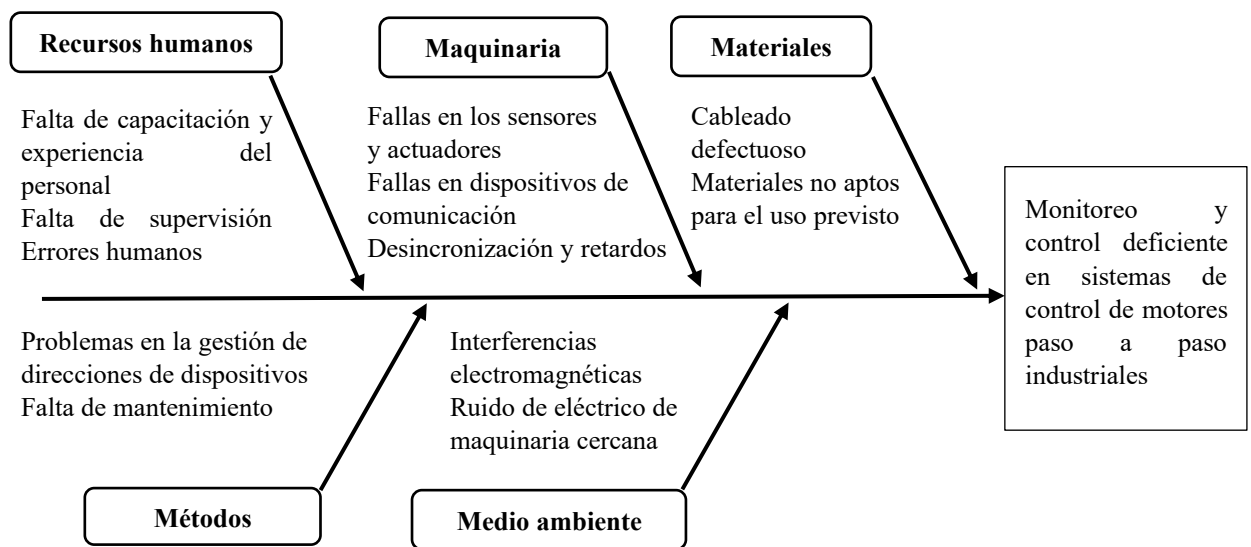 Recursos humanos
Falta de capacitación y
experiencia del
personal
Falta de supervisión
Errores humanos
Maquinaria
Fallas en los sensores
y actuadores
Fallas en dispositivos de
comunicación
Desincronización y retardos
Materiales
Cableado
defectuoso
Materiales no aptos
para el uso previsto
Monitoreo y
control deficiente
en sistemas de
control de motores
paso a paso
industriales
Problemas en la gestión de
direcciones de dispositivos
Falta de mantenimiento
Métodos
Interferencias
electromagnéticas
Ruido de eléctrico de
maquinaria cercana
Medio ambiente